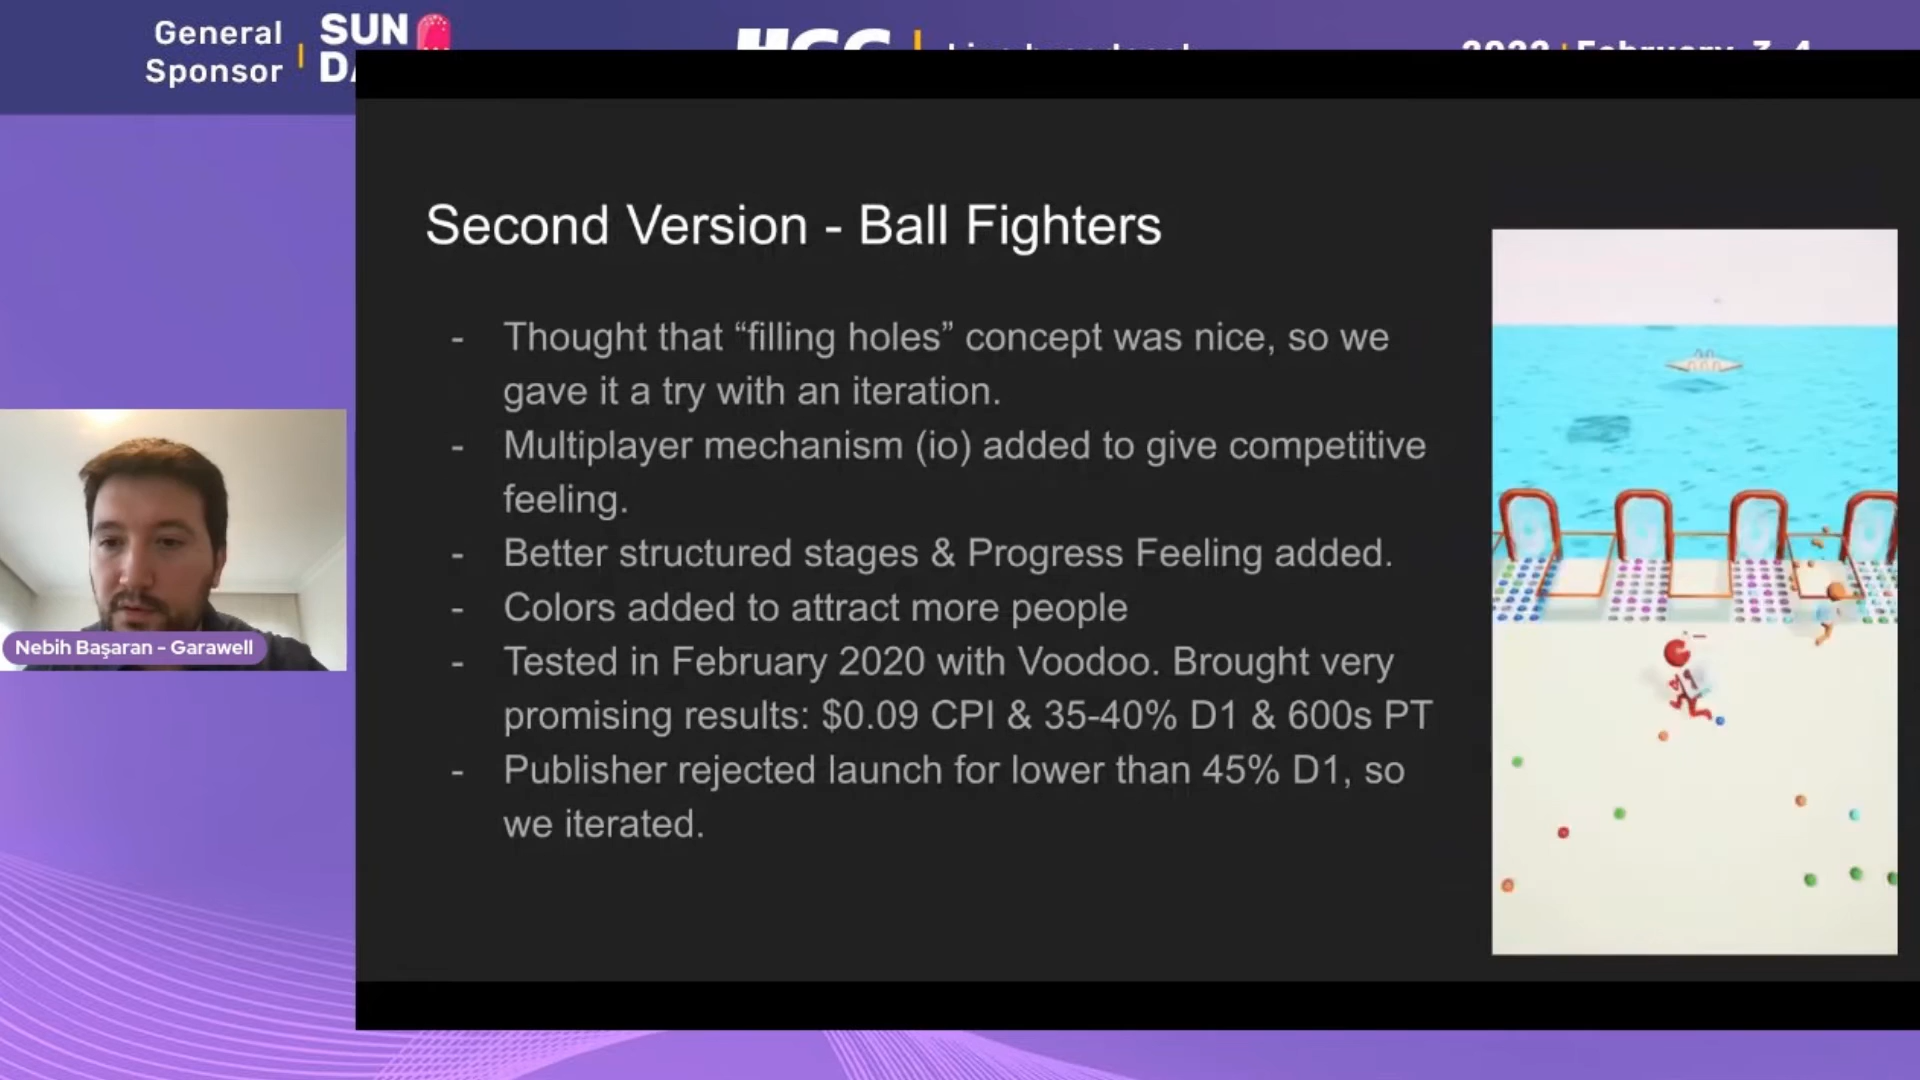 General
Sponsor
SUN
Second Version - Ball Fighters
- Thought that “filling holes” concept was nice, so we
gave it a try with an iteration.
- Multiplayer mechanism (io) added to give competitive
feeling.
- Better structured stages & Progress Feeling added.
- Colors added to attract more people
- Tested in February 2020 with Voodoo. Brought very
promising results: $0.09 CPI & 35-40% D1 & 600s PT
- Publisher rejected launch for lower than 45% D1, so
we iterated.
Nebih Başaran - Garawell